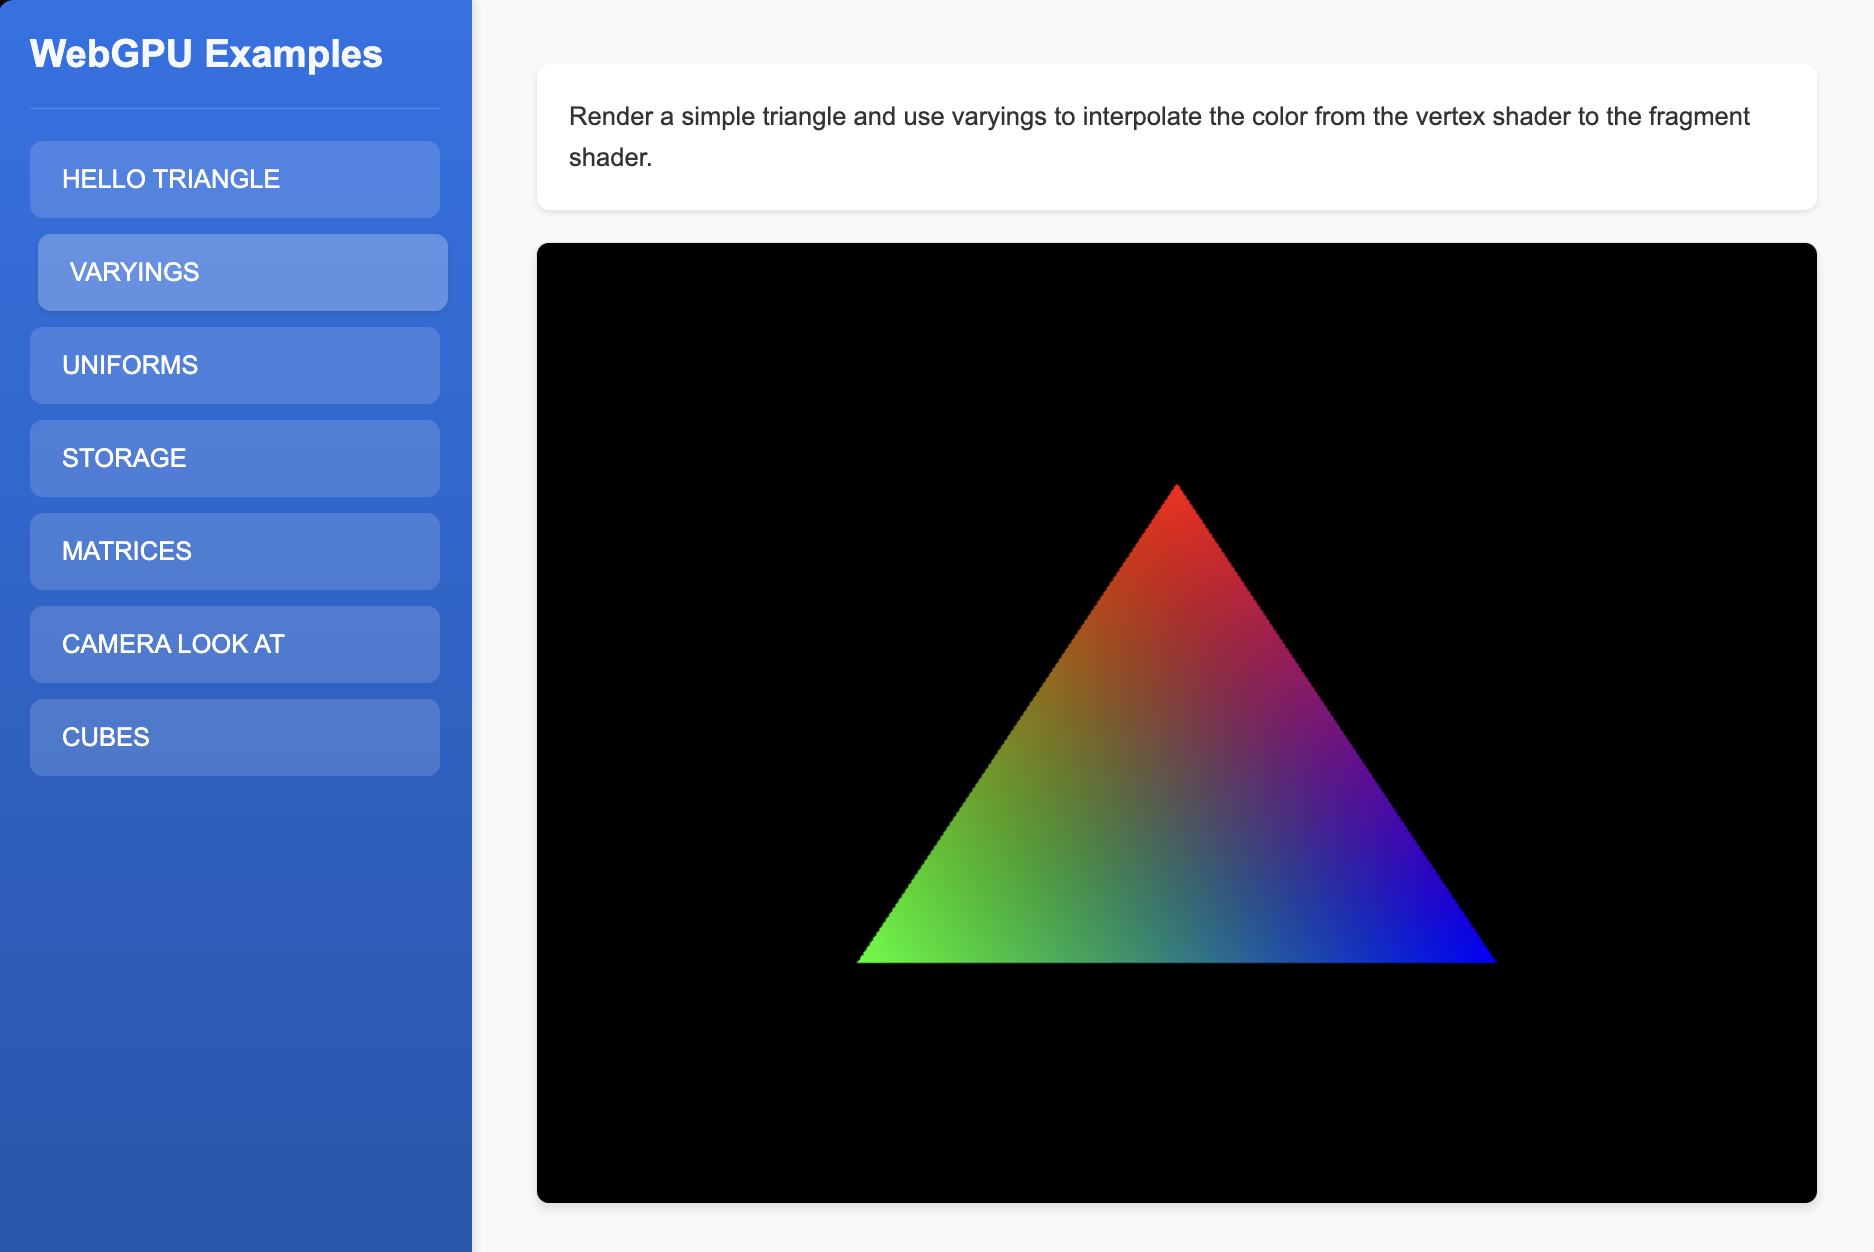 WebGPU Examples
HELLO TRIANGLE
VARYINGS
UNIFORMS
STORAGE
MATRICES
CAMERA LOOK AT
CUBES
Render a simple triangle and use varyings to interpolate the color from the vertex shader to the fragment
shader.